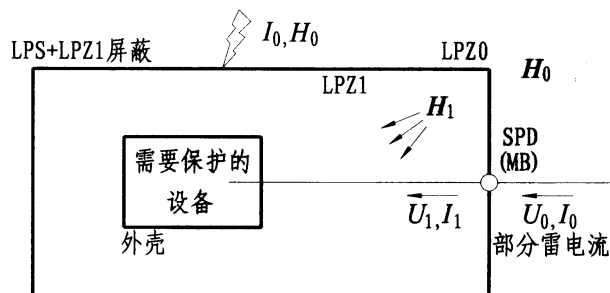 I₀,H₀
LPS+LPZ1屏蔽
LPZ0
H₀
LPZ1
H₁
SPD
(MB)
需要保护的
设备
U₁,I₁
U₀,I₀
外壳
部分雷电流